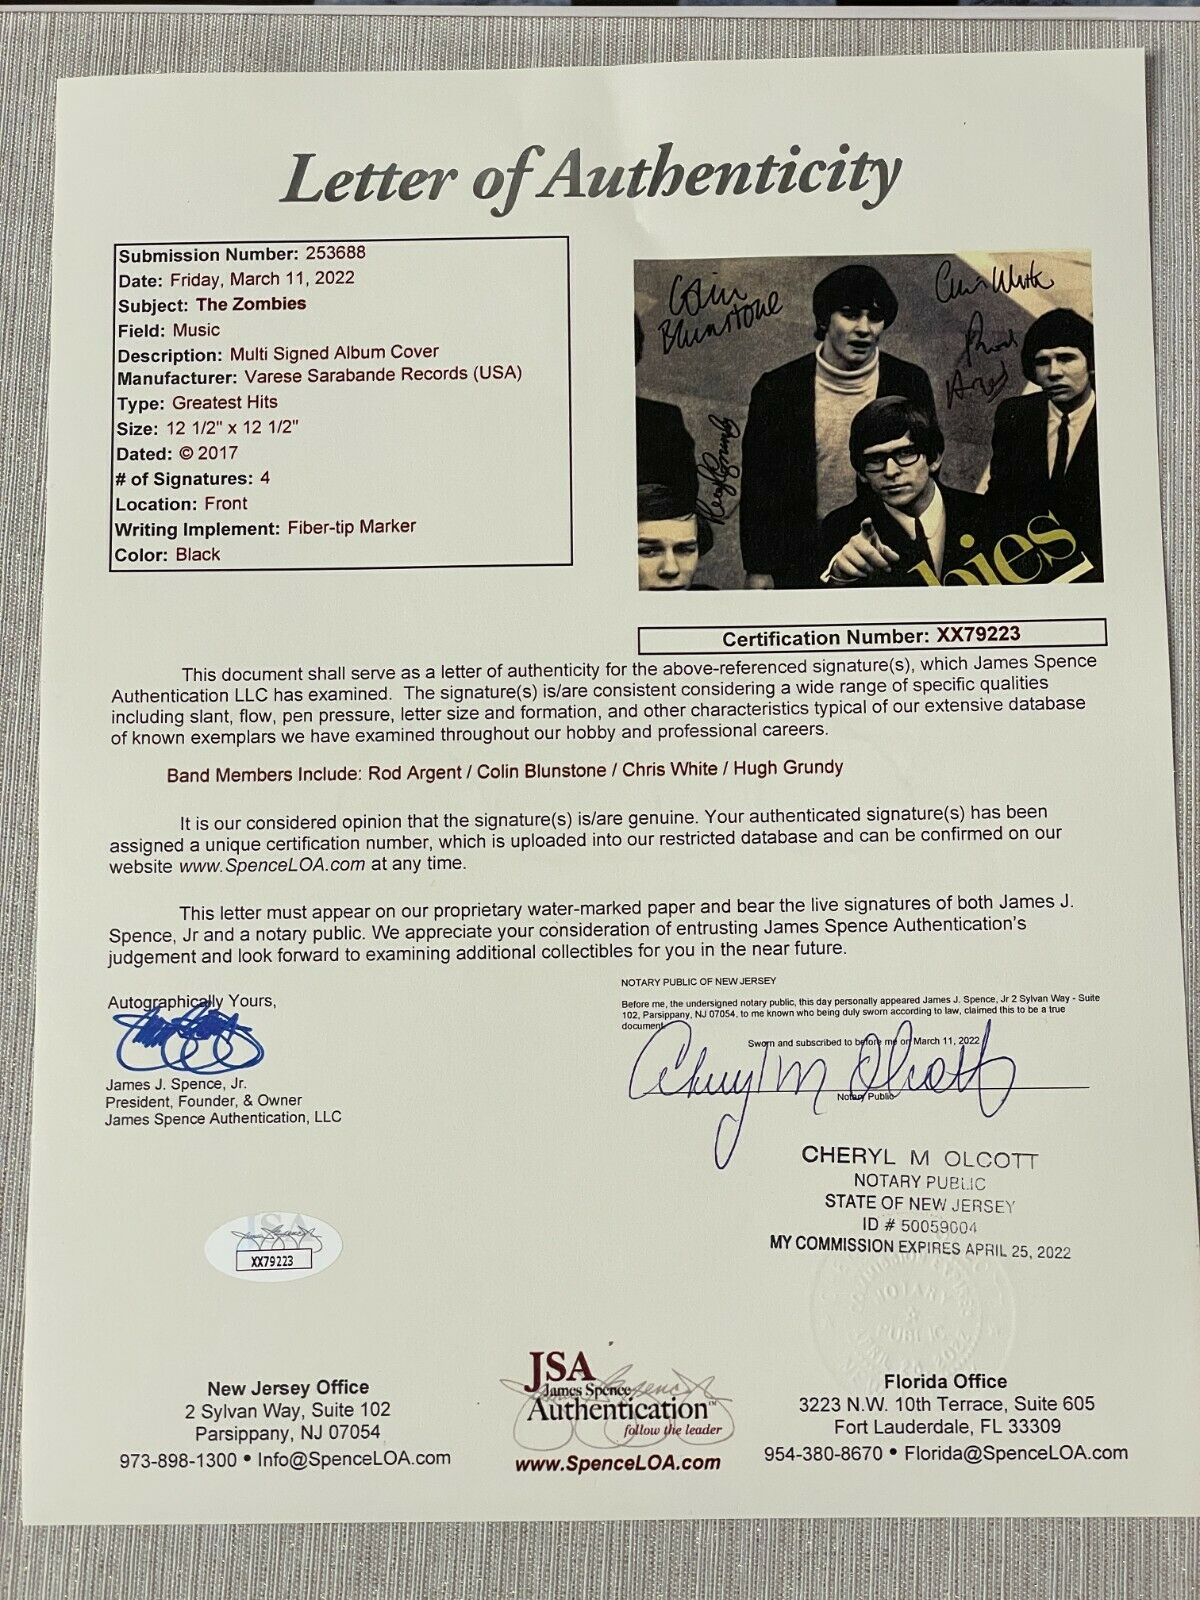 Letter of Authenticity
Submission Number: 253688
Date: Friday, March 11, 2022
Subject: The Zombies
Field: Music
Description: Multi Signed Album Cover
Manufacturer: Varese Sarabande Records (USA)
Type: Greatest Hits
Size: 12 1/2" x 12 1/2"
Dated: © 2017
# of Signatures: 4
Location: Front
Writing Implement: Fiber-tip Marker
Color: Black
Colin
Blunstone
Chris White
Rod
Argent
Hugh Grundy
bies
Certification Number: XX79223
This document shall serve as a letter of authenticity for the above-referenced signature(s), which James Spence
Authentication LLC has examined. The signature(s) is/are consistent considering a wide range of specific qualities
including slant, flow, pen pressure, letter size and formation, and other characteristics typical of our extensive database
of known exemplars we have examined throughout our hobby and professional careers.
Band Members Include: Rod Argent / Colin Blunstone / Chris White / Hugh Grundy
It is our considered opinion that the signature(s) is/are genuine. Your authenticated signature(s) has been
assigned a unique certification number, which is uploaded into our restricted database and can be confirmed on our
website www.SpenceLOA.com at any time.
This letter must appear on our proprietary water-marked paper and bear the live signatures of both James J.
Spence, Jr and a notary public. We appreciate your consideration of entrusting James Spence Authentication's
judgement and look forward to examining additional collectibles for you in the near future.
Autographically Yours,
James J. Spence, Jr.
President, Founder, & Owner
James Spence Authentication, LLC
NOTARY PUBLIC OF NEW JERSEY
Before me, the undersigned notary public, this day personally appeared James J. Spence, Jr 2 Sylvan Way - Suite
102, Parsippany, NJ 07054, to me known who being duly sworn according to law, claimed this to be a true
document.
Sworn and subscribed to before me on March 11, 2022
Cheryl M Olcott
Notary Public
CHERYL M OLCOTT
NOTARY PUBLIC
STATE OF NEW JERSEY
ID # 50059004
MY COMMISSION EXPIRES APRIL 25, 2022
NOTARY
PUBLIC
JSA
XX79223
New Jersey Office
2 Sylvan Way, Suite 102
Parsippany, NJ 07054
973-898-1300 • Info@SpenceLOA.com
JSA
James Spence
Authentication™
follow the leader
www.SpenceLOA.com
Florida Office
3223 N.W. 10th Terrace, Suite 605
Fort Lauderdale, FL 33309
954-380-8670 • Florida@SpenceLOA.com